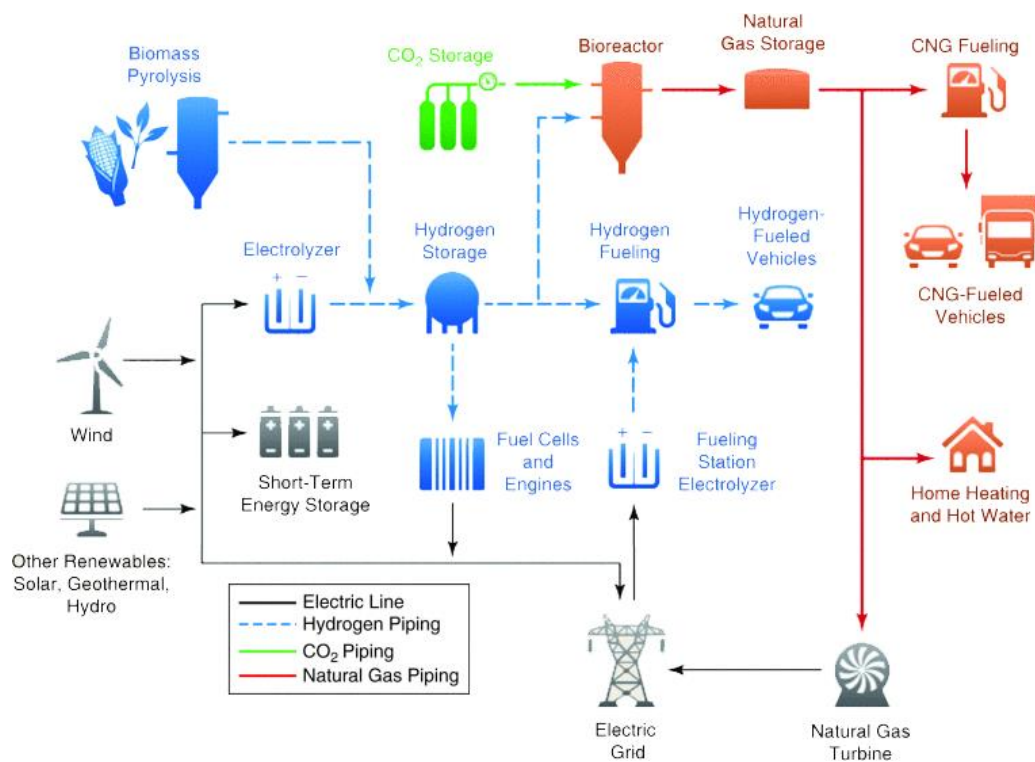 Biomass
Pyrolysis
CO₂ Storage
Bioreactor
Natural
Gas Storage
CNG Fueling
Electrolyzer
+ −
Hydrogen
Storage
Hydrogen
Fueling
Hydrogen-
Fueled
Vehicles
CNG-Fueled
Vehicles
Wind
Short-Term
Energy Storage
Fuel Cells
and
Engines
+ −
Fueling
Station
Electrolyzer
Home Heating
and Hot Water
Other Renewables:
Solar, Geothermal,
Hydro
Electric Line
Hydrogen Piping
CO₂ Piping
Natural Gas Piping
Electric
Grid
Natural Gas
Turbine